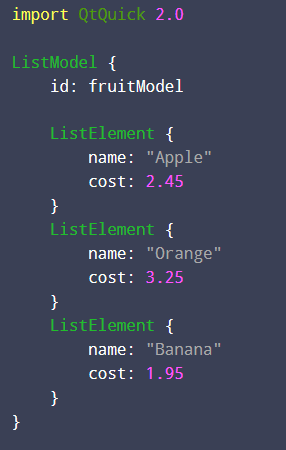 import QtQuick 2.0

ListModel {
    id: fruitModel

    ListElement {
        name: "Apple"
        cost: 2.45
    }
    ListElement {
        name: "Orange"
        cost: 3.25
    }
    ListElement {
        name: "Banana"
        cost: 1.95
    }
}